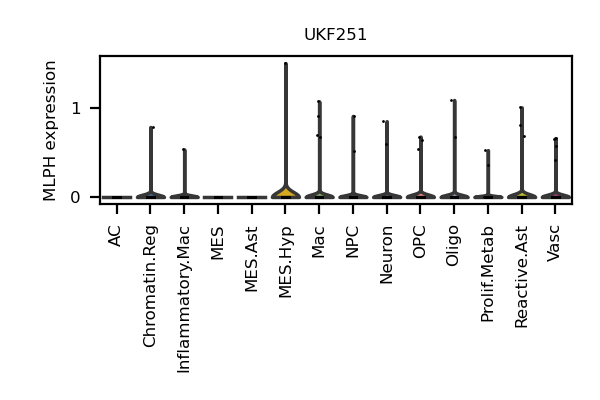 UKF251
MLPH expression
1
0
AC
Chromatin.Reg
Inflammatory.Mac
MES
MES.Ast
MES.Hyp
Mac
NPC
Neuron
OPC
Oligo
Prolif.Metab
Reactive.Ast
Vasc